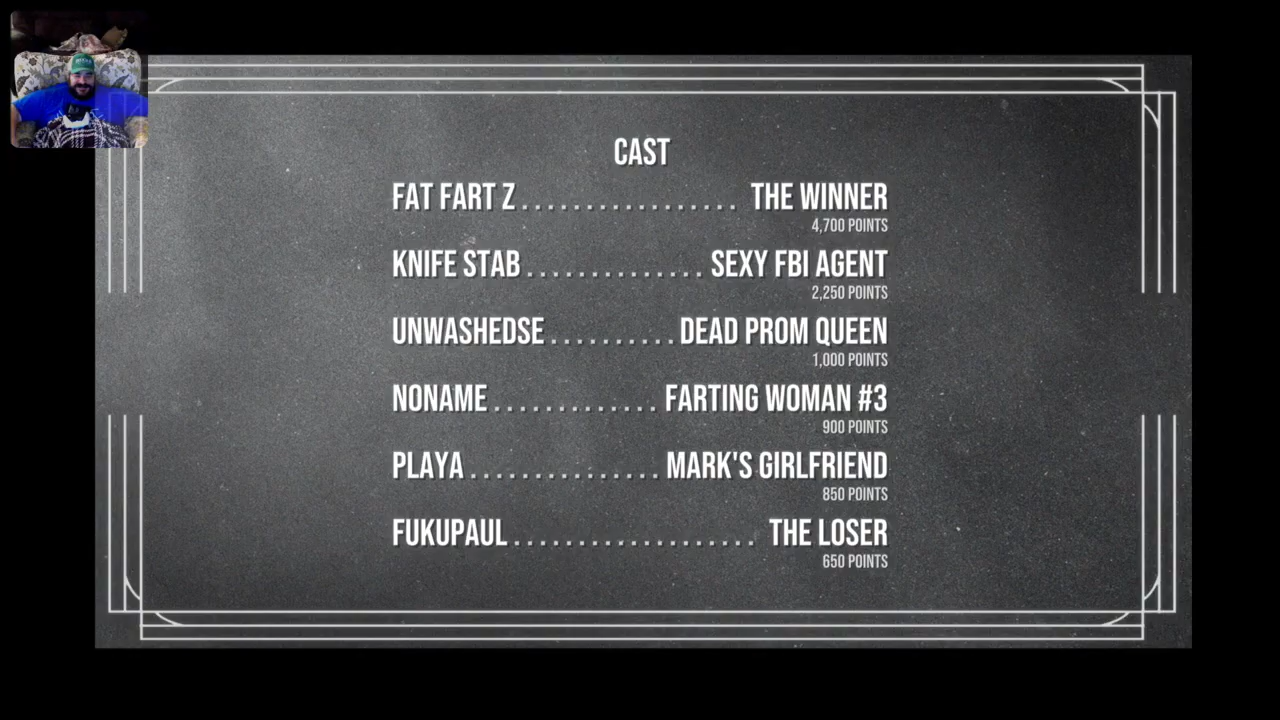 CAST
FAT FART Z................. THE WINNER
4,700 POINTS
KNIFE STAB.............. SEXY FBI AGENT
2,250 POINTS
UNWASHEDSE.......... DEAD PROM QUEEN
1,000 POINTS
NONAME............. FARTING WOMAN #3
900 POINTS
PLAYA............... MARK'S GIRLFRIEND
850 POINTS
FUKUPAUL................... THE LOSER
650 POINTS